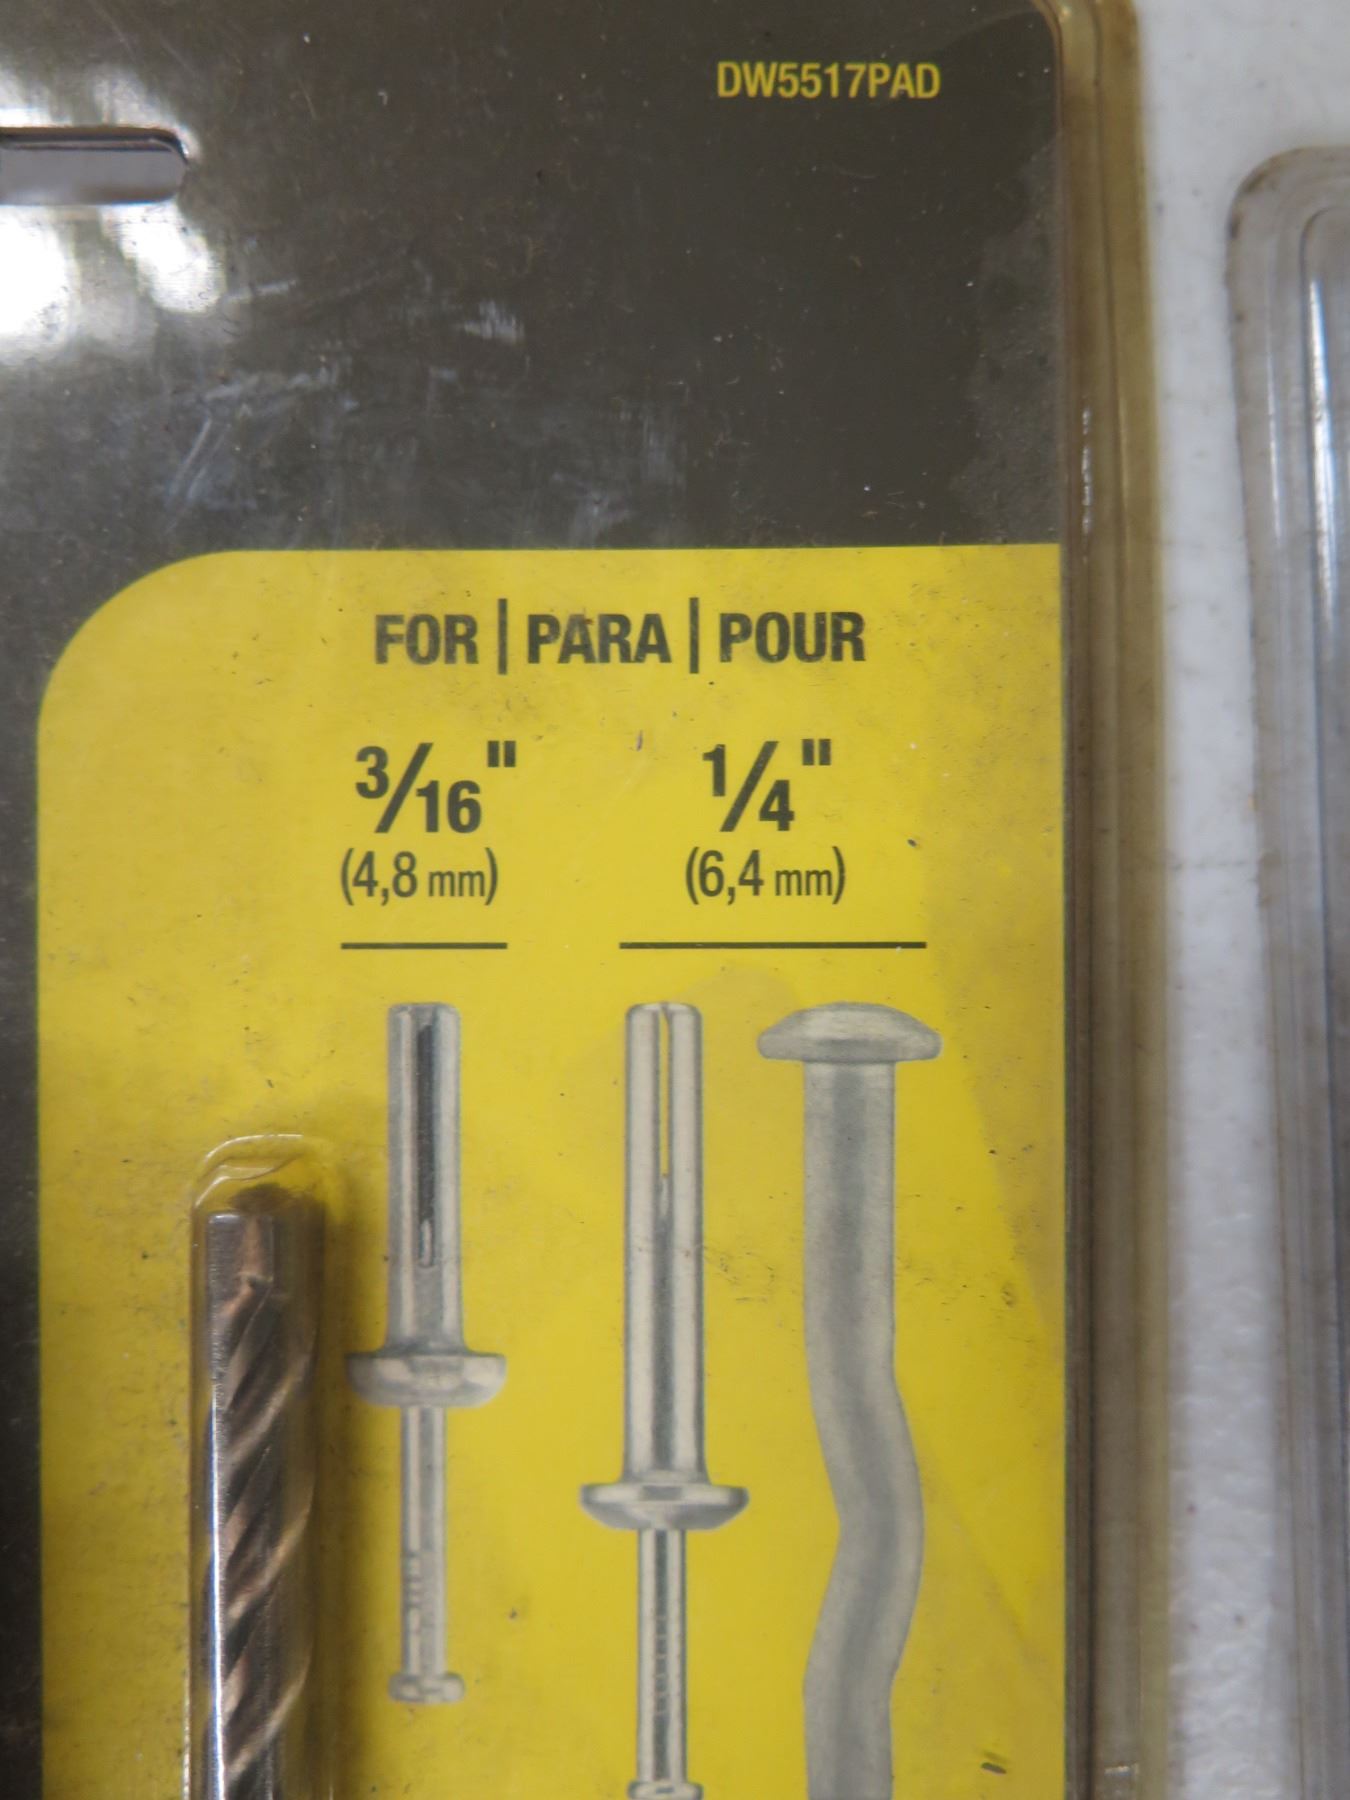 DW5517PAD
FOR | PARA | POUR
3/16" 1/4"
(4,8 mm) (6,4 mm)